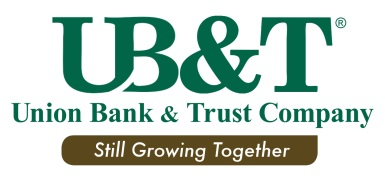 UB&T®
Union Bank & Trust Company
Still Growing Together